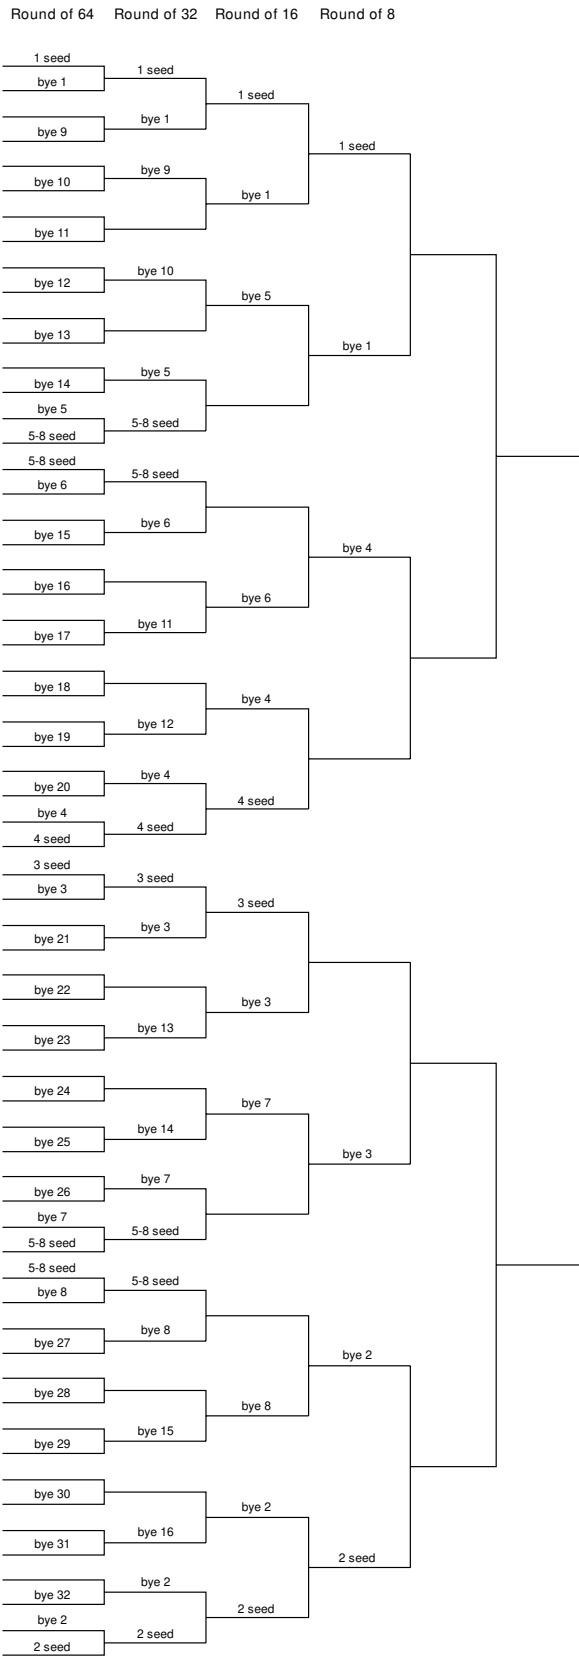 Round of 64 Round of 32 Round of 16 Round of 8
1 seed
1 seed
bye 1
1 seed
bye 1
bye 9
1 seed
bye 9
bye 10
bye 1
bye 11
bye 10
bye 12
bye 5
bye 13
bye 1
bye 5
bye 14
bye 5
5-8 seed
5-8 seed
5-8 seed
5-8 seed
bye 6
bye 6
bye 15
bye 4
bye 16
bye 6
bye 11
bye 17
bye 18
bye 4
bye 12
bye 19
bye 4
bye 20
4 seed
bye 4
4 seed
4 seed
3 seed
3 seed
bye 3
3 seed
bye 3
bye 21
bye 22
bye 3
bye 13
bye 23
bye 24
bye 7
bye 14
bye 25
bye 3
bye 7
bye 26
bye 7
5-8 seed
5-8 seed
5-8 seed
5-8 seed
bye 8
bye 8
bye 27
bye 2
bye 28
bye 8
bye 15
bye 29
bye 30
bye 2
bye 16
bye 31
2 seed
bye 2
bye 32
2 seed
bye 2
2 seed
2 seed